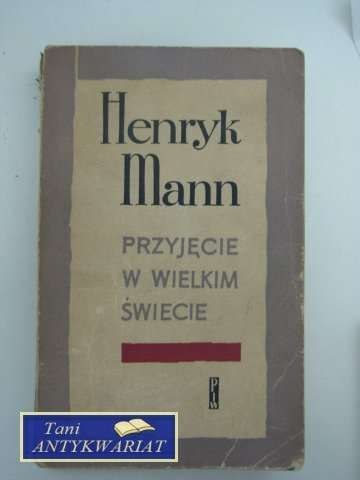 Henryk
Mann
PRZYJĘCIE
W WIELKIM
ŚWIECIE
PIW
Tani
ANTYKWARIAT